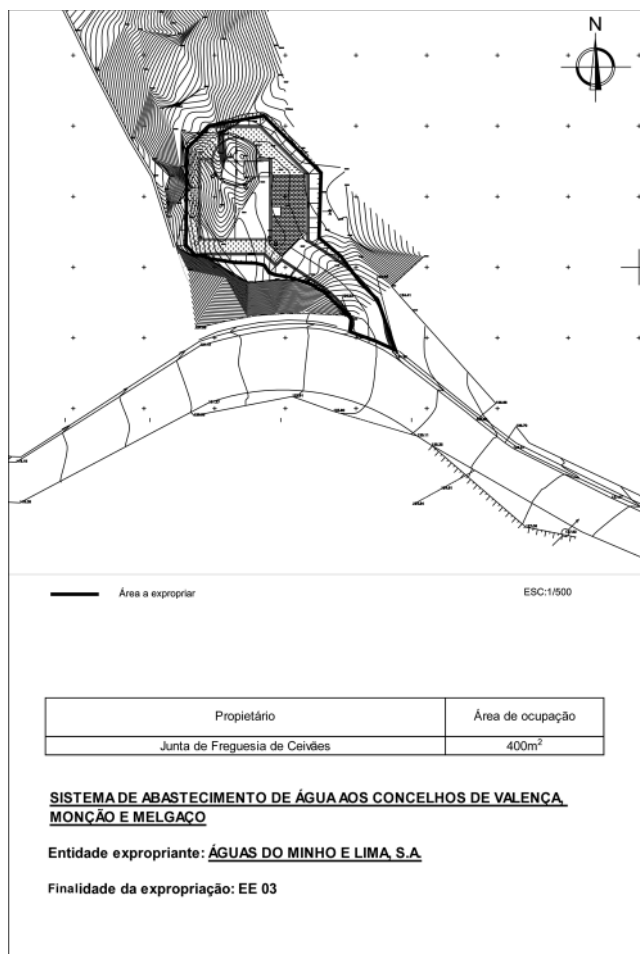 N
Área a expropriar
ESC:1/500
Propietário
Área de ocupação
Junta de Freguesia de Ceivães
400m²
SISTEMA DE ABASTECIMENTO DE ÁGUA AOS CONCELHOS DE VALENÇA,
MONÇÃO E MELGAÇO
Entidade expropriante: ÁGUAS DO MINHO E LIMA, S.A.
Finalidade da expropriação: EE 03